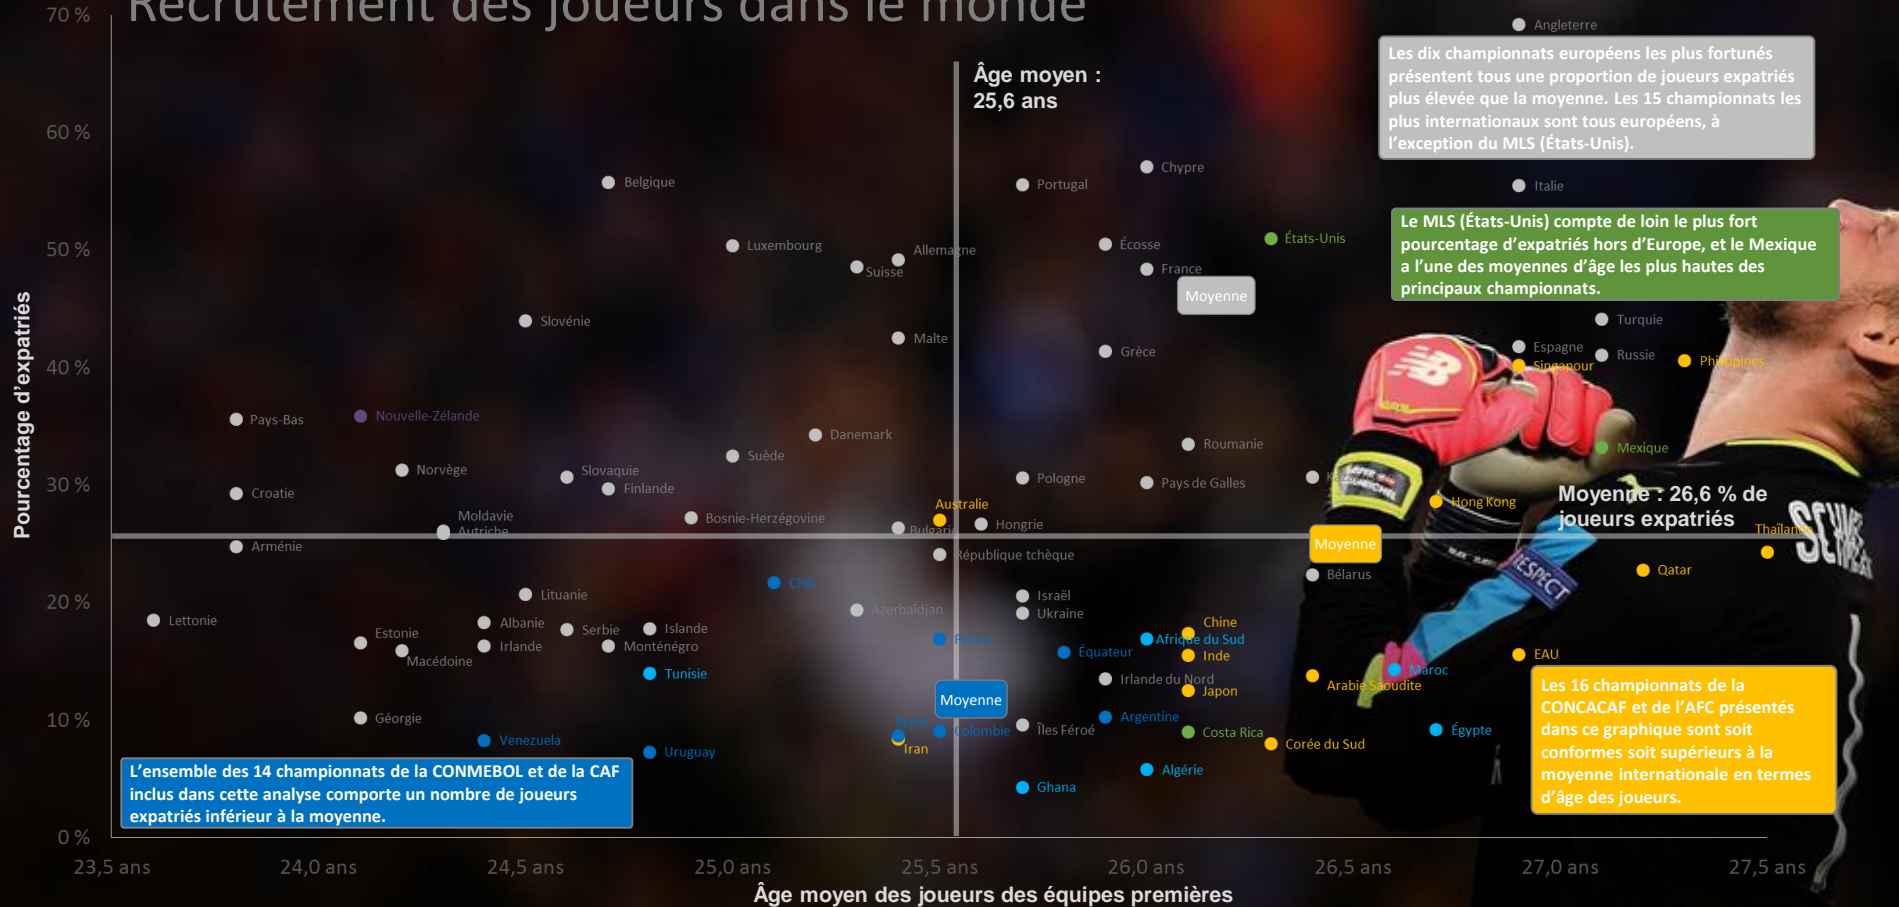 Recrutement des joueurs dans le monde
70 %
60 %
50 %
40 %
30 %
20 %
10 %
0 %
Pourcentage d'expatriés
23,5 ans
24,0 ans
24,5 ans
25,0 ans
25,5 ans
26,0 ans
26,5 ans
27,0 ans
27,5 ans
Âge moyen des joueurs des équipes premières
Âge moyen :
25,6 ans
Moyenne : 26,6 % de
joueurs expatriés
Angleterre
Les dix championnats européens les plus fortunés
présentent tous une proportion de joueurs expatriés
plus élevée que la moyenne. Les 15 championnats les
plus internationaux sont tous européens, à
l'exception du MLS (États-Unis).
Chypre
Belgique
Portugal
Italie
Le MLS (États-Unis) compte de loin le plus fort
pourcentage d'expatriés hors d'Europe, et le Mexique
a l'une des moyennes d'âge les plus hautes des
principaux championnats.
Luxembourg
Allemagne
Suisse
Écosse
États-Unis
France
Moyenne
Slovénie
Malte
Grèce
Turquie
Espagne
Russie
Singapour
Philippines
Pays-Bas
Nouvelle-Zélande
Danemark
Roumanie
Mexique
Norvège
Suède
Slovaquie
Finlande
Pologne
Pays de Galles
Croatie
Australie
Hong Kong
Moldavie
Autriche
Bosnie-Herzégovine
Bulgarie
Hongrie
Thaïlande
Arménie
République tchèque
Moyenne
Bélarus
Qatar
RESPECT
Chili
Lituanie
Azerbaïdjan
Israël
Ukraine
Lettonie
Estonie
Macédoine
Albanie
Irlande
Serbie
Islande
Monténégro
Tunisie
Pérou
Équateur
Chine
Afrique du Sud
Inde
Irlande du Nord
Japon
Arabie Saoudite
Maroc
EAU
Moyenne
Géorgie
Venezuela
Uruguay
Brésil
Iran
Colombie
Îles Féroé
Argentine
Costa Rica
Corée du Sud
Égypte
Algérie
Ghana
L'ensemble des 14 championnats de la CONMEBOL et de la CAF
inclus dans cette analyse comporte un nombre de joueurs
expatriés inférieur à la moyenne.
Les 16 championnats de la
CONCACAF et de l'AFC présentés
dans ce graphique sont soit
conformes soit supérieurs à la
moyenne internationale en termes
d'âge des joueurs.